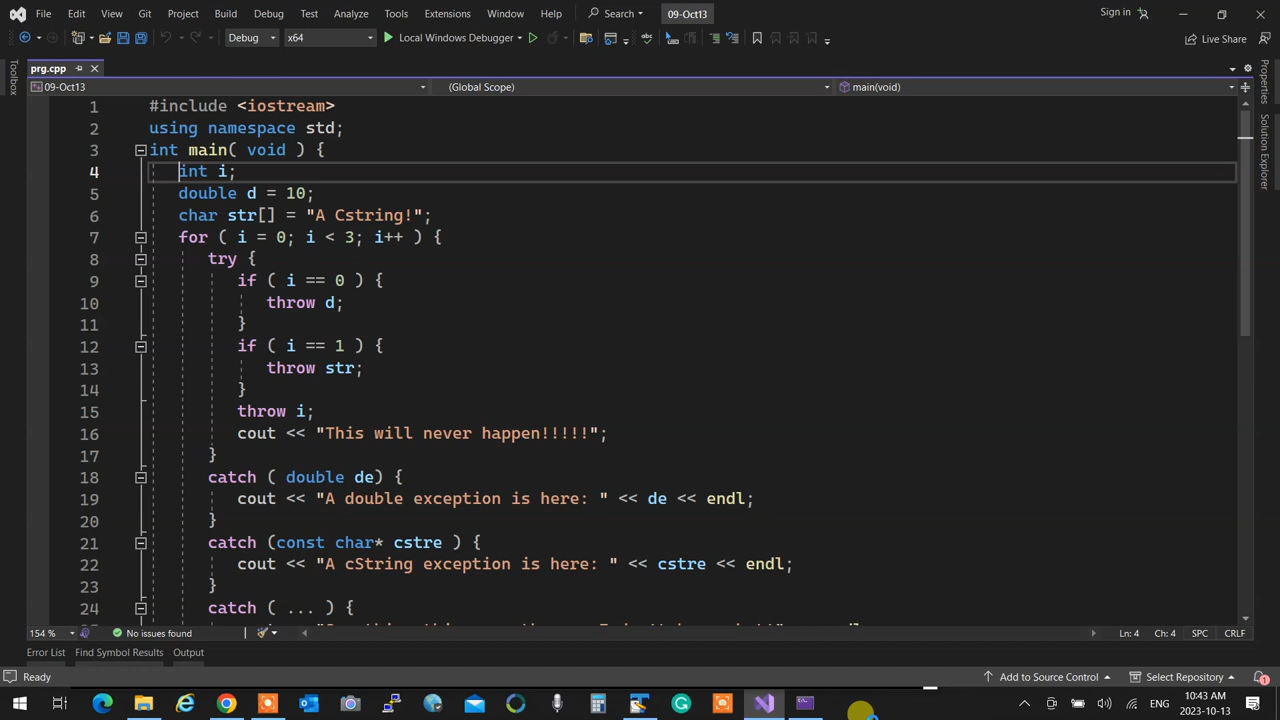 File Edit View Git Project Build Debug Test Analyze Tools Extensions Window Help Search 09-Oct13 Sign in
Debug x64 Local Windows Debugger Live Share
prg.cpp
09-Oct13 (Global Scope) main(void)
Toolbox
Properties
Solution Explorer
1 #include <iostream>
2 using namespace std;
3 int main( void ) {
4 int i;
5 double d = 10;
6 char str[] = "A Cstring!";
7 for ( i = 0; i < 3; i++ ) {
8 try {
9 if ( i == 0 ) {
10 throw d;
11 }
12 if ( i == 1 ) {
13 throw str;
14 }
15 throw i;
16 cout << "This will never happen!!!!!";
17 }
18 catch ( double de) {
19 cout << "A double exception is here: " << de << endl;
20 }
21 catch (const char* cstre ) {
22 cout << "A cString exception is here: " << cstre << endl;
23 }
24 catch ( ... ) {
154 % No issues found Ln: 4 Ch: 4 SPC CRLF
Error List Find Symbol Results Output
Ready Add to Source Control Select Repository 1
ENG 10:43 AM
2023-10-13